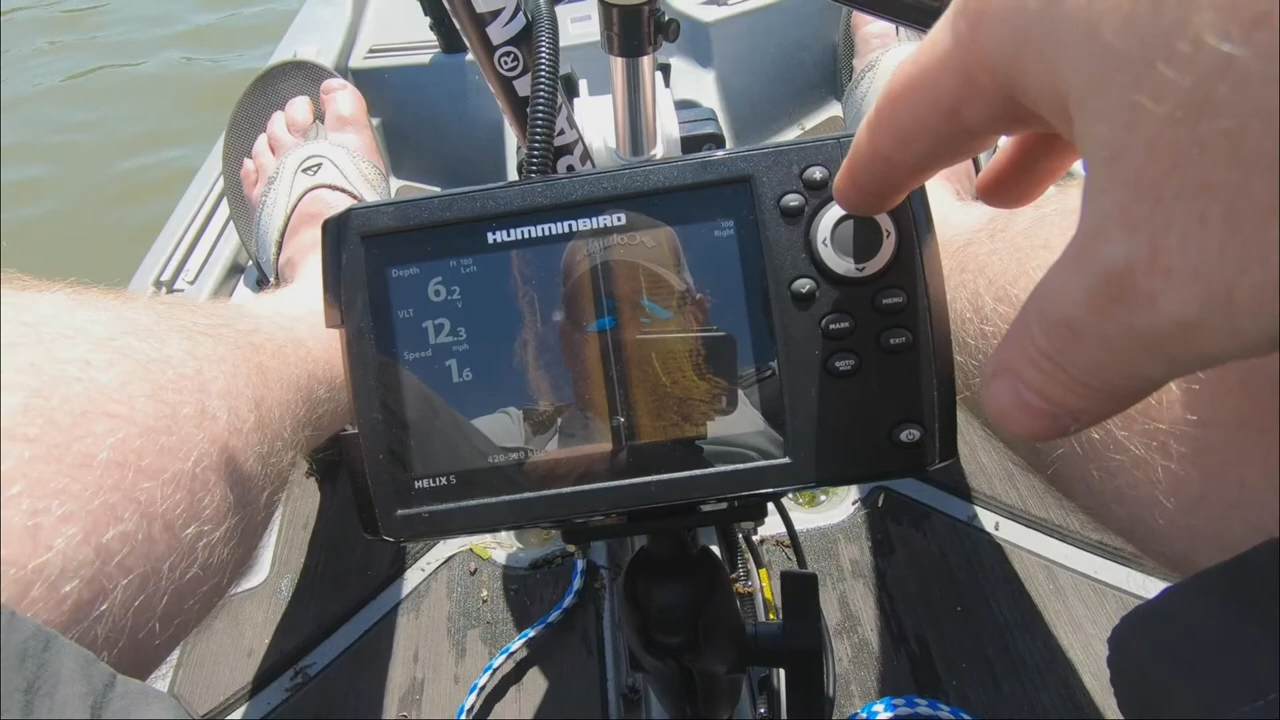 ®
HUMMINBIRD
Depth
ft 100
Left
100
Right
6.2
V
VLT
12.3
Speed
mph
1.6
420-520 kHz
HELIX 5
MENU
MARK
EXIT
GOTO